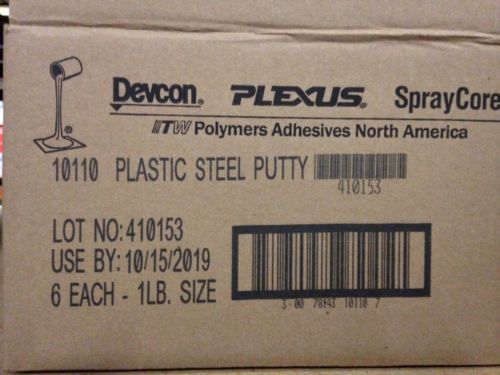 Devcon® PLEXUS® SprayCore
ITW Polymers Adhesives North America
®
10110 PLASTIC STEEL PUTTY
410153
LOT NO: 410153
USE BY: 10/15/2019
6 EACH - 1LB. SIZE
3 00 78143 10110 7